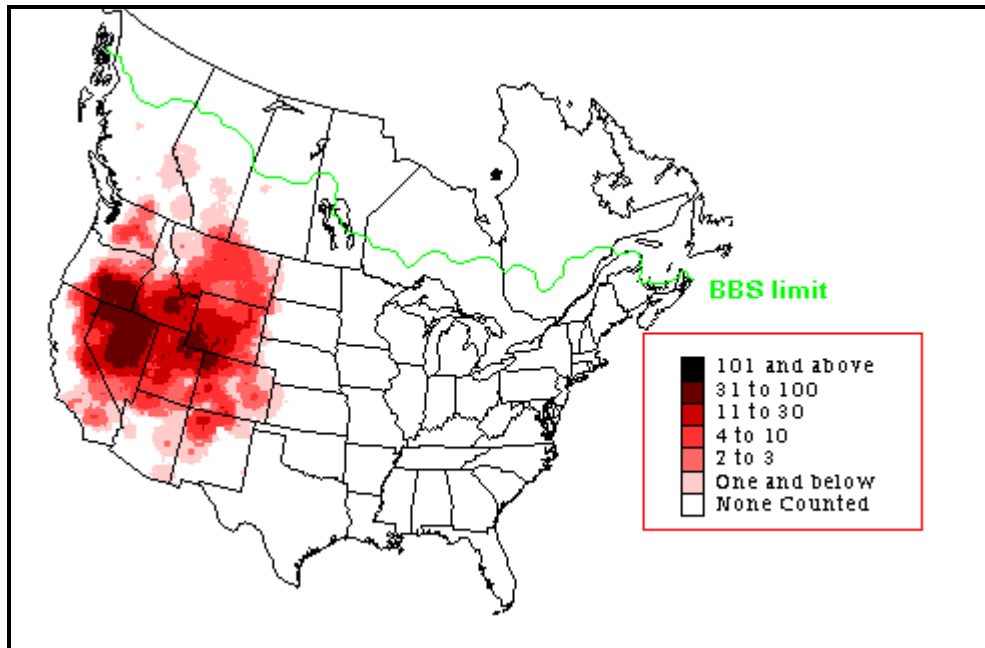 BBS limit
101 and above
31 to 100
11 to 30
4 to 10
2 to 3
One and below
None Counted